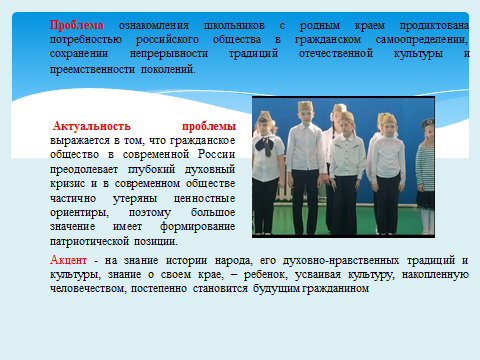 Проблема ознакомления школьников с родным краем продиктована
потребностью российского общества в гражданском самоопределении,
сохранении непрерывности традиций отечественной культуры и
преемственности поколений.
Актуальность проблемы
выражается в том, что гражданское
общество в современной России
преодолевает глубокий духовный
кризис и в современном обществе
частично утеряны ценностные
ориентиры, поэтому большое
значение имеет формирование
патриотической позиции.
Акцент - на знание истории народа, его духовно-нравственных традиций и
культуры, знание о своем крае, – ребенок, усваивая культуру, накопленную
человечеством, постепенно становится будущим гражданином